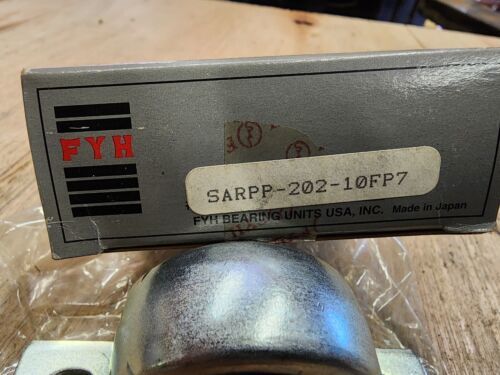 FYH
SARPP-202-10FP7
FYH BEARING UNITS USA, INC. Made in Japan